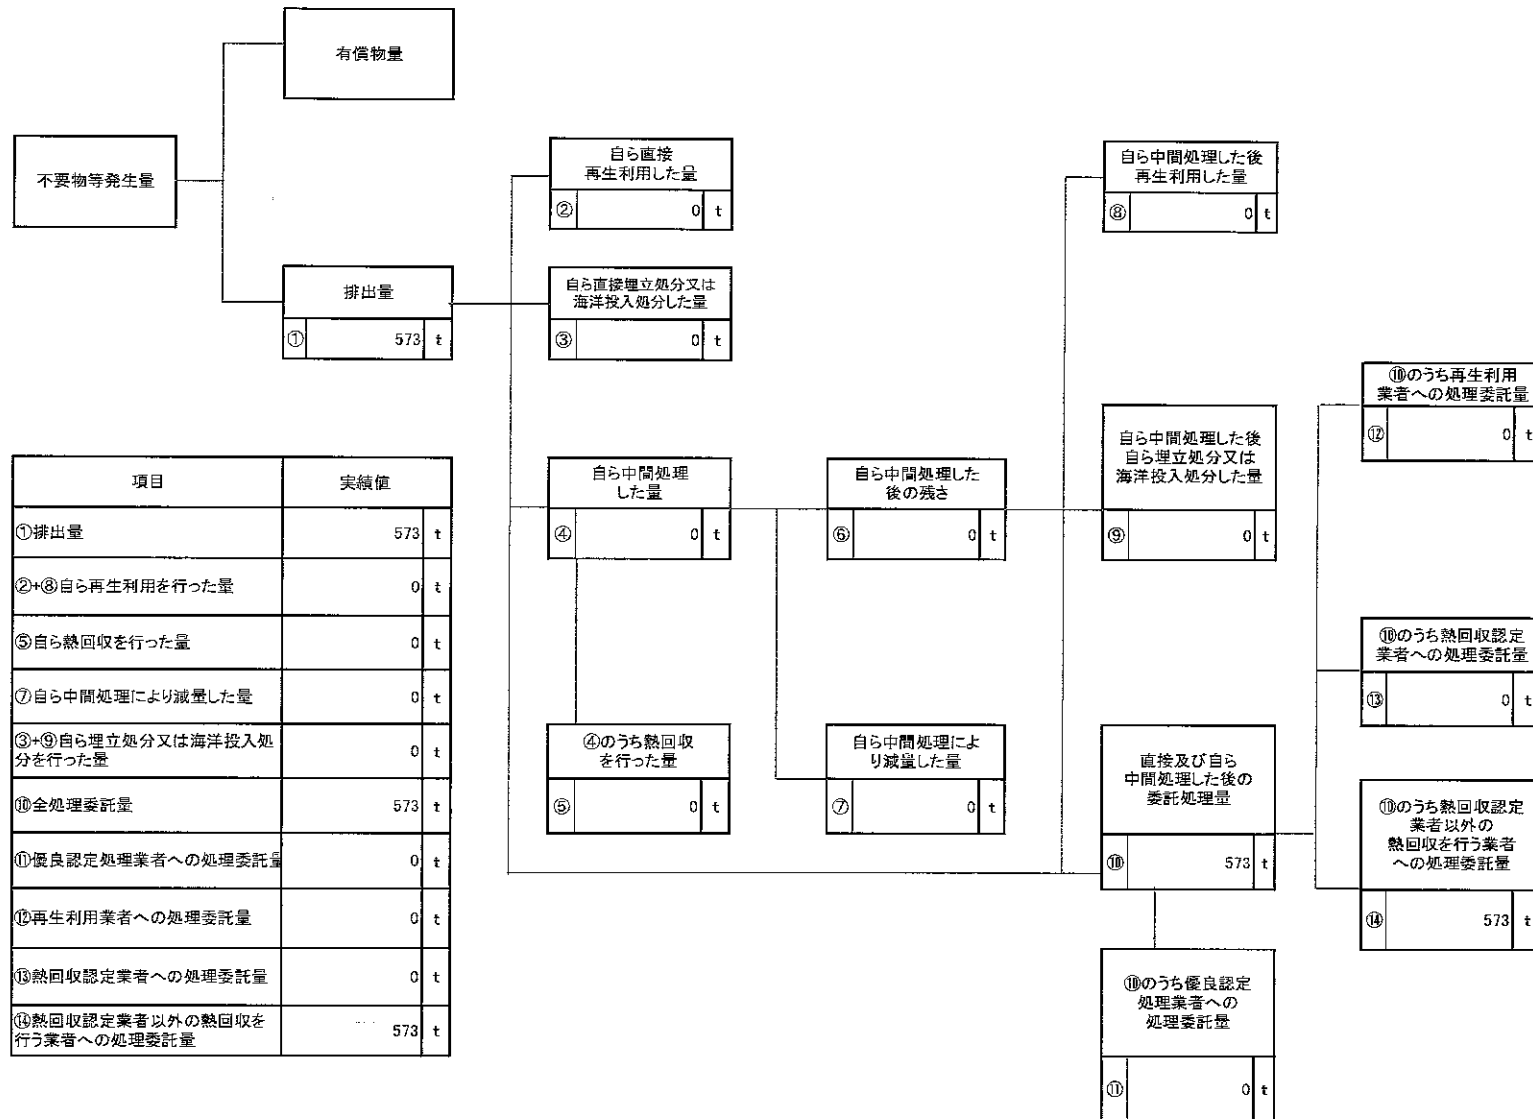 有償物量
不要物等発生量
排出量
① 573 t
自ら直接
再生利用した量
② 0 t
自ら直接埋立処分又は
海洋投入処分した量
③ 0 t
自ら中間処理した後
再生利用した量
⑧ 0 t
⑩のうち再生利用
業者への処理委託量
⑫ 0 t
自ら中間処理
した量
④ 0 t
自ら中間処理した
後の残さ
⑥ 0 t
自ら中間処理した後
自ら埋立処分又は
海洋投入処分した量
⑨ 0 t
⑩のうち熱回収認定
業者への処理委託量
⑬ 0 t
④のうち熱回収
を行った量
⑤ 0 t
自ら中間処理によ
り減量した量
⑦ 0 t
直接及び自ら
中間処理した後の
委託処理量
⑩ 573 t
⑩のうち熱回収認定
業者以外の
熱回収を行う業者
への処理委託量
⑭ 573 t
⑩のうち優良認定
処理業者への
処理委託量
⑪ 0 t
項目 実績値
①排出量 573 t
②+⑧自ら再生利用を行った量 0 t
⑤自ら熱回収を行った量 0 t
⑦自ら中間処理により減量した量 0 t
③+⑨自ら埋立処分又は海洋投入処
分を行った量 0 t
⑩全処理委託量 573 t
⑪優良認定処理業者への処理委託量 0 t
⑫再生利用業者への処理委託量 0 t
⑬熱回収認定業者への処理委託量 0 t
⑭熱回収認定業者以外の熱回収を
行う業者への処理委託量 573 t